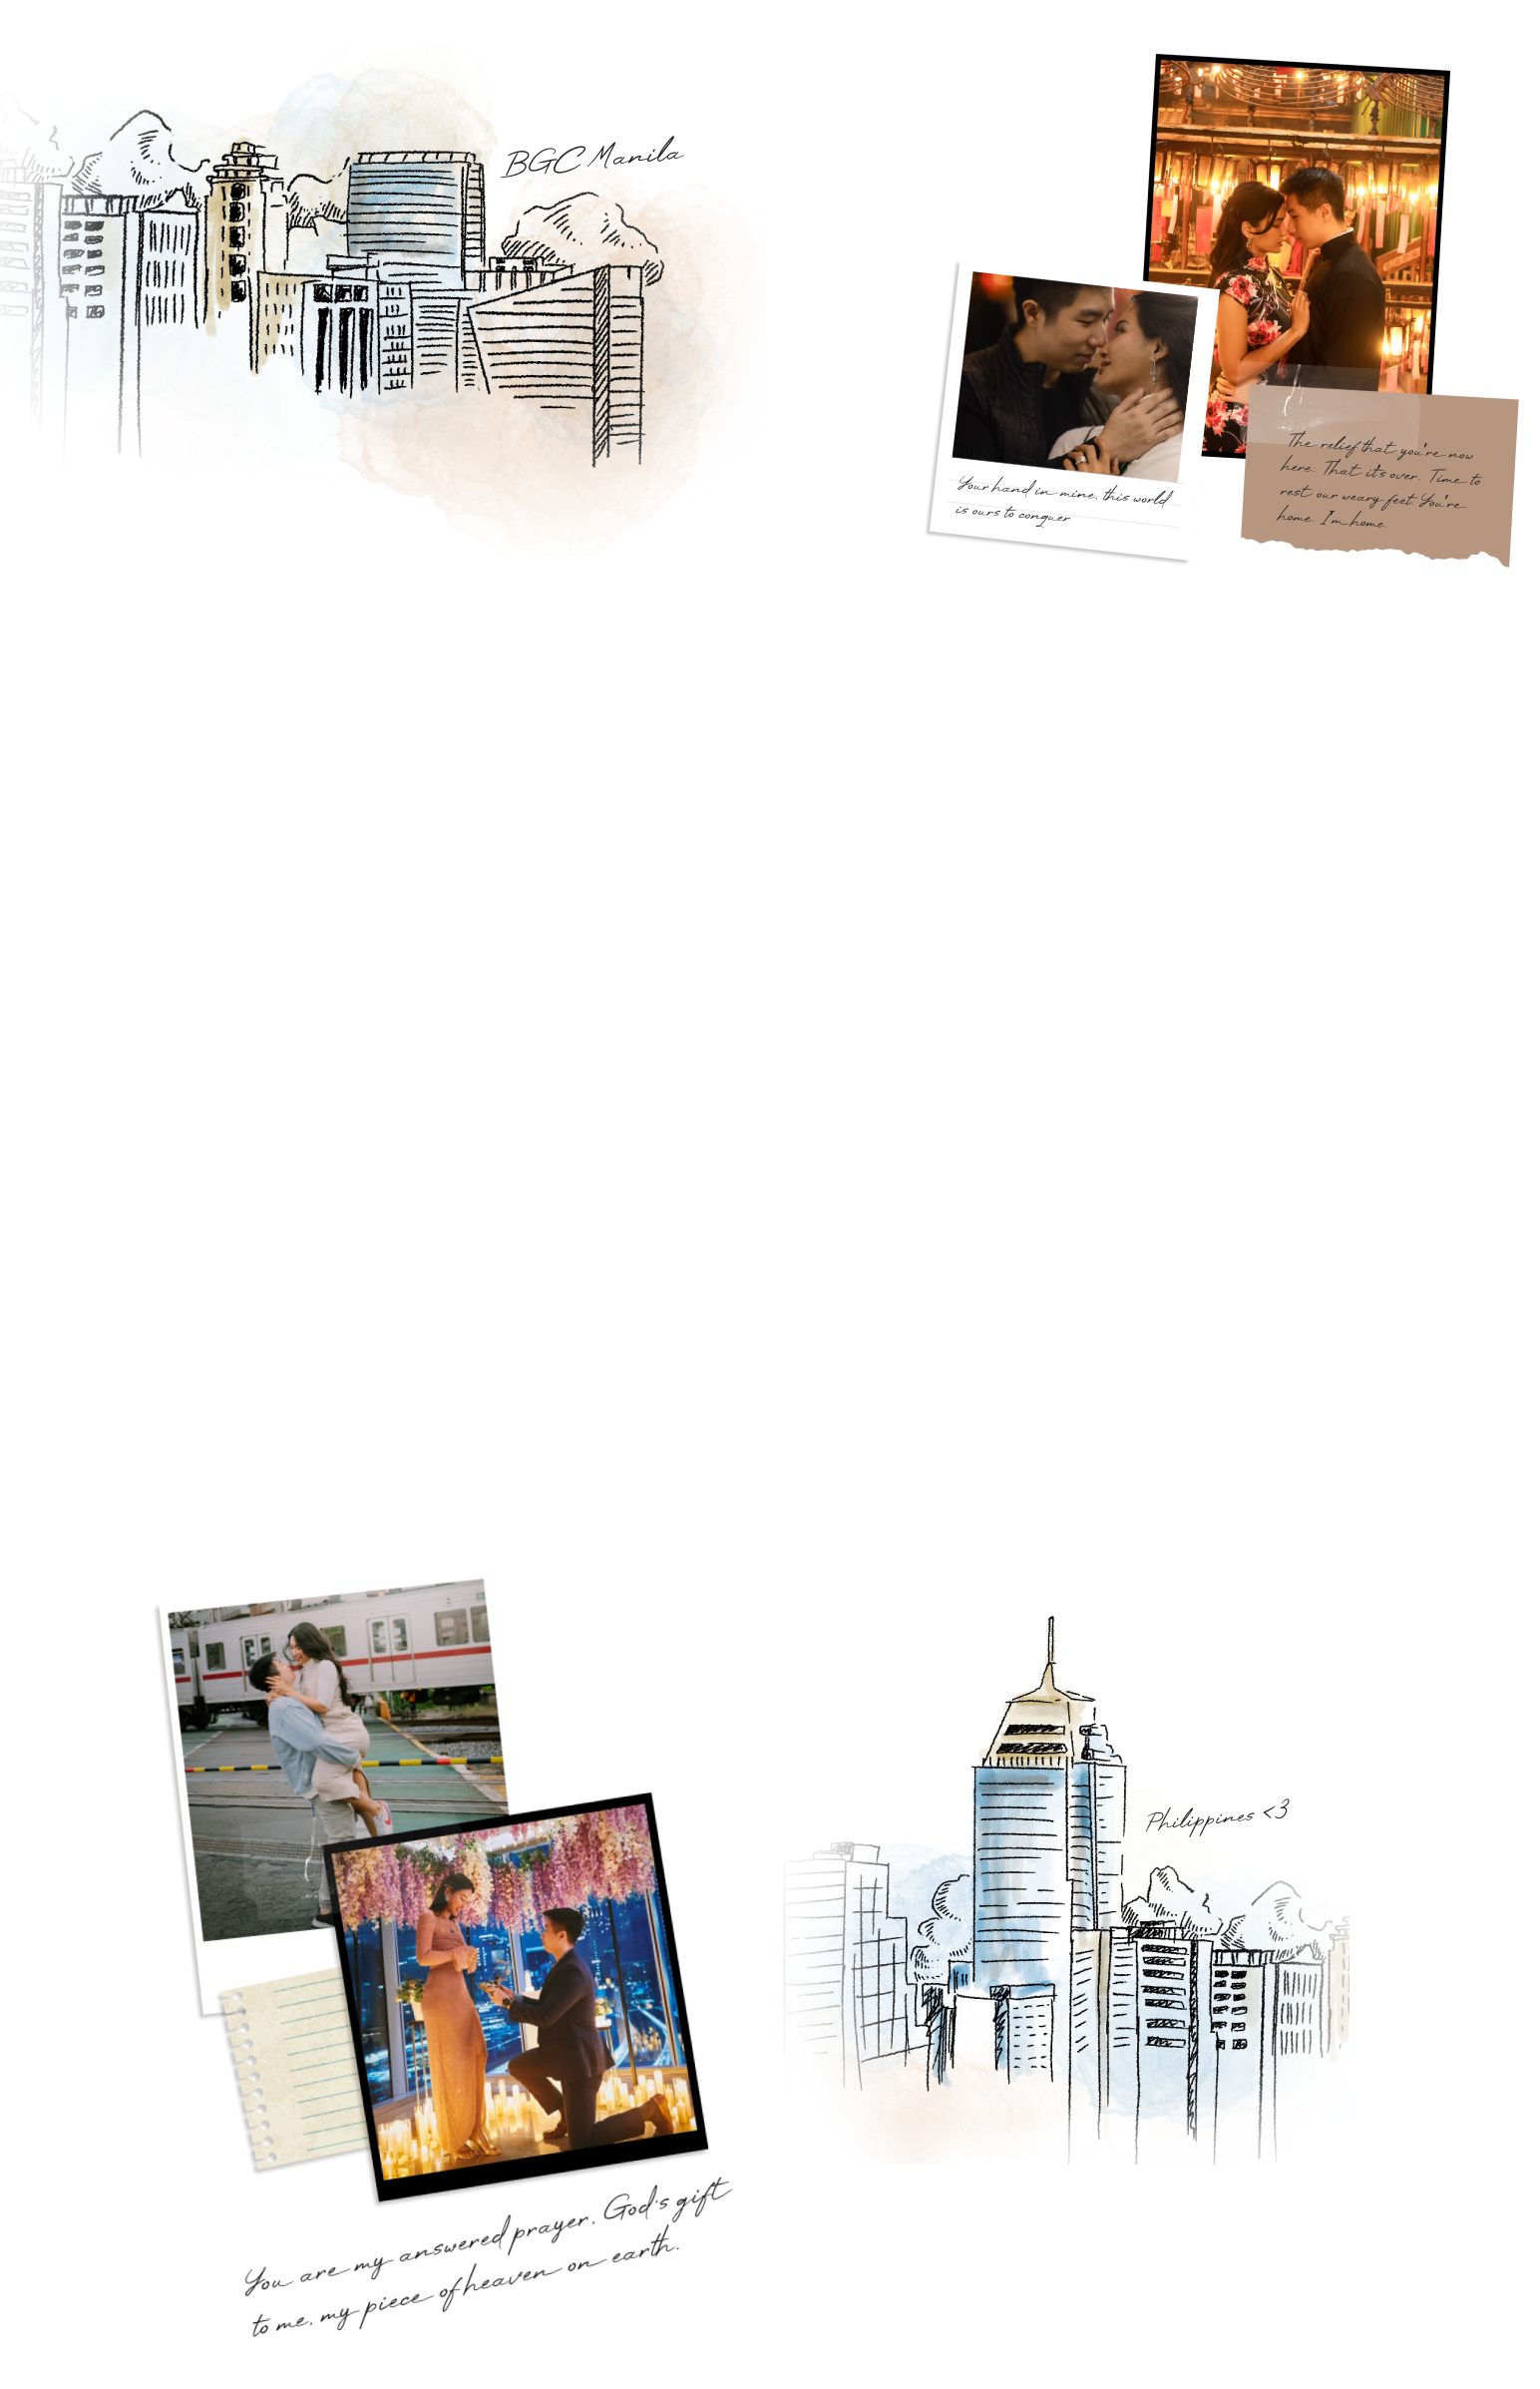 BGC Manila
The relief that you're now
here. That it's over. Time to
rest our weary feet. You're
home. I'm home.
Your hand in mine, this world
is ours to conquer
Philippines <3
You are my answered prayer. God's gift
to me, my piece of heaven on earth.